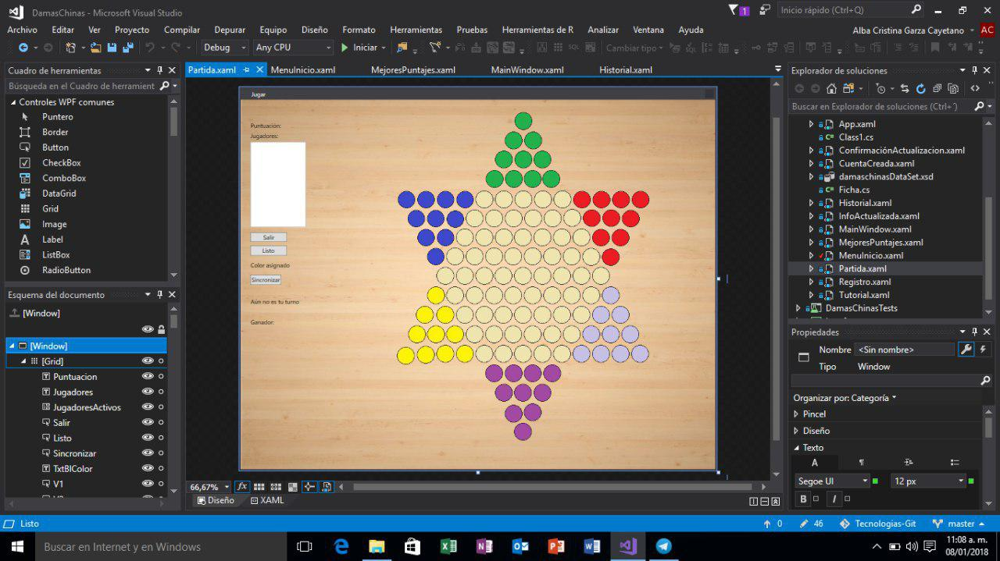 DamasChinas - Microsoft Visual Studio
1
Inicio rápido (Ctrl+Q)
Archivo Editar Ver Proyecto Compilar Depurar Equipo Diseño Formato Herramientas Pruebas Herramientas de R Analizar Ventana Ayuda
Alba Cristina Garza Cayetano AC
Debug Any CPU Iniciar SQL Cambiar tipo SQL
Cuadro de herramientas
Búsqueda en el Cuadro de herramient
Controles WPF comunes
Puntero
Border
Button
CheckBox
ComboBox
DataGrid
Grid
Image
Label
ListBox
RadioButton
Esquema del documento
[Window]
[Window]
[Grid]
Puntuacion
Jugadores
JugadoresActivos
Salir
Listo
Sincronizar
TxtBlColor
V1
Partida.xaml MenuInicio.xaml MejoresPuntajes.xaml MainWindow.xaml Historial.xaml
Jugar
Puntuación:
Jugadores:
Salir
Listo
Color asignado
Sincronizar
Aún no es tu turno
Ganador:
66,67% fx
Diseño XAML
Explorador de soluciones
Buscar en Explorador de soluciones (Ctrl+´)
App.xaml
C# Class1.cs
ConfirmaciónActualizacion.xaml
CuentaCreada.xaml
damaschinasDataSet.xsd
C# Ficha.cs
Historial.xaml
InfoActualizada.xaml
MainWindow.xaml
MejoresPuntajes.xaml
MenuInicio.xaml
Partida.xaml
Registro.xaml
Tutorial.xaml
DamasChinasTests
Propiedades
Nombre <Sin nombre>
Tipo Window
Organizar por: Categoría
Pincel
Diseño
Texto
A ¶
Segoe UI 12 px
B I
Listo
0 46 Tecnologias-Git master
Buscar en Internet y en Windows
11:08 a. m.
08/01/2018